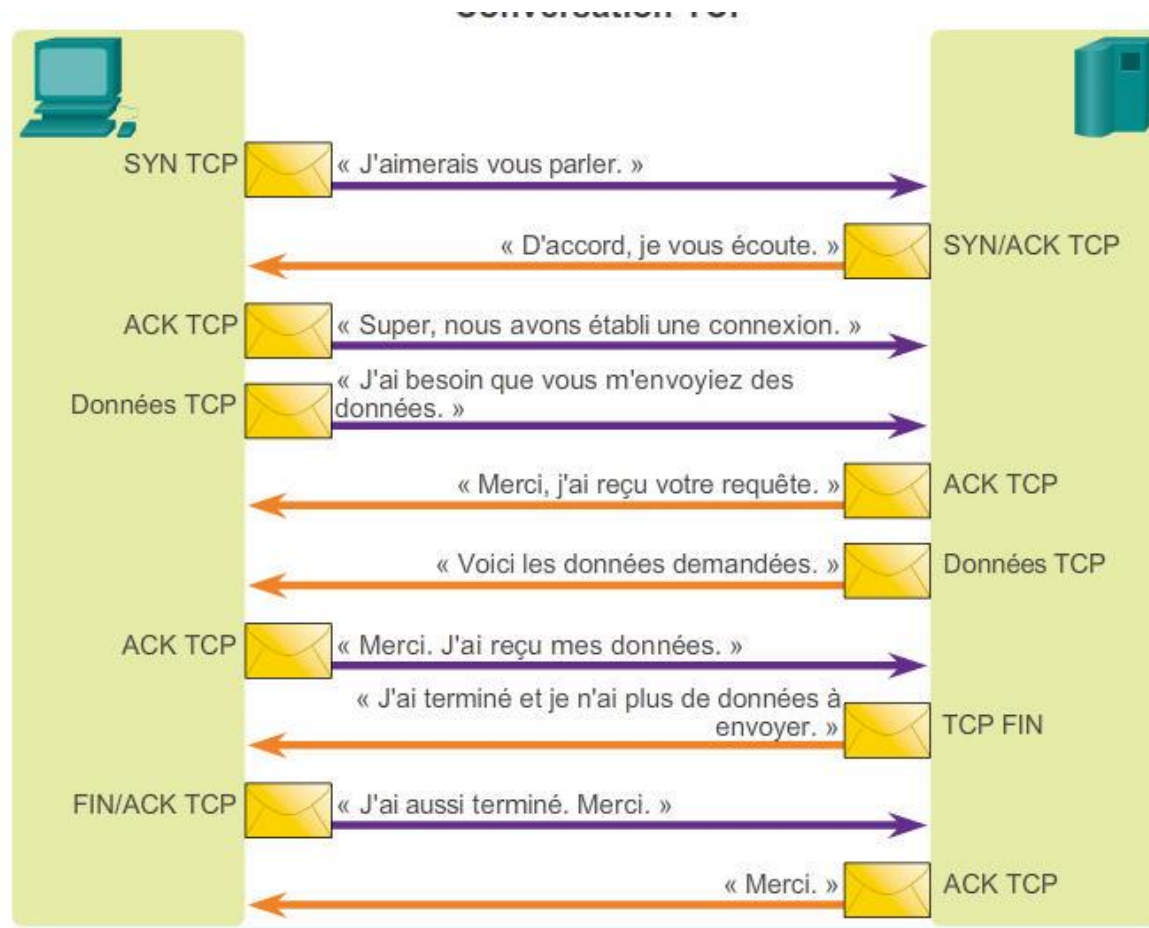 Conversation TCP
SYN TCP
« J'aimerais vous parler. »
« D'accord, je vous écoute. »
SYN/ACK TCP
ACK TCP
« Super, nous avons établi une connexion. »
Données TCP
« J'ai besoin que vous m'envoyiez des
données. »
« Merci, j'ai reçu votre requête. »
ACK TCP
« Voici les données demandées. »
Données TCP
ACK TCP
« Merci. J'ai reçu mes données. »
« J'ai terminé et je n'ai plus de données à
envoyer. »
TCP FIN
FIN/ACK TCP
« J'ai aussi terminé. Merci. »
« Merci. »
ACK TCP